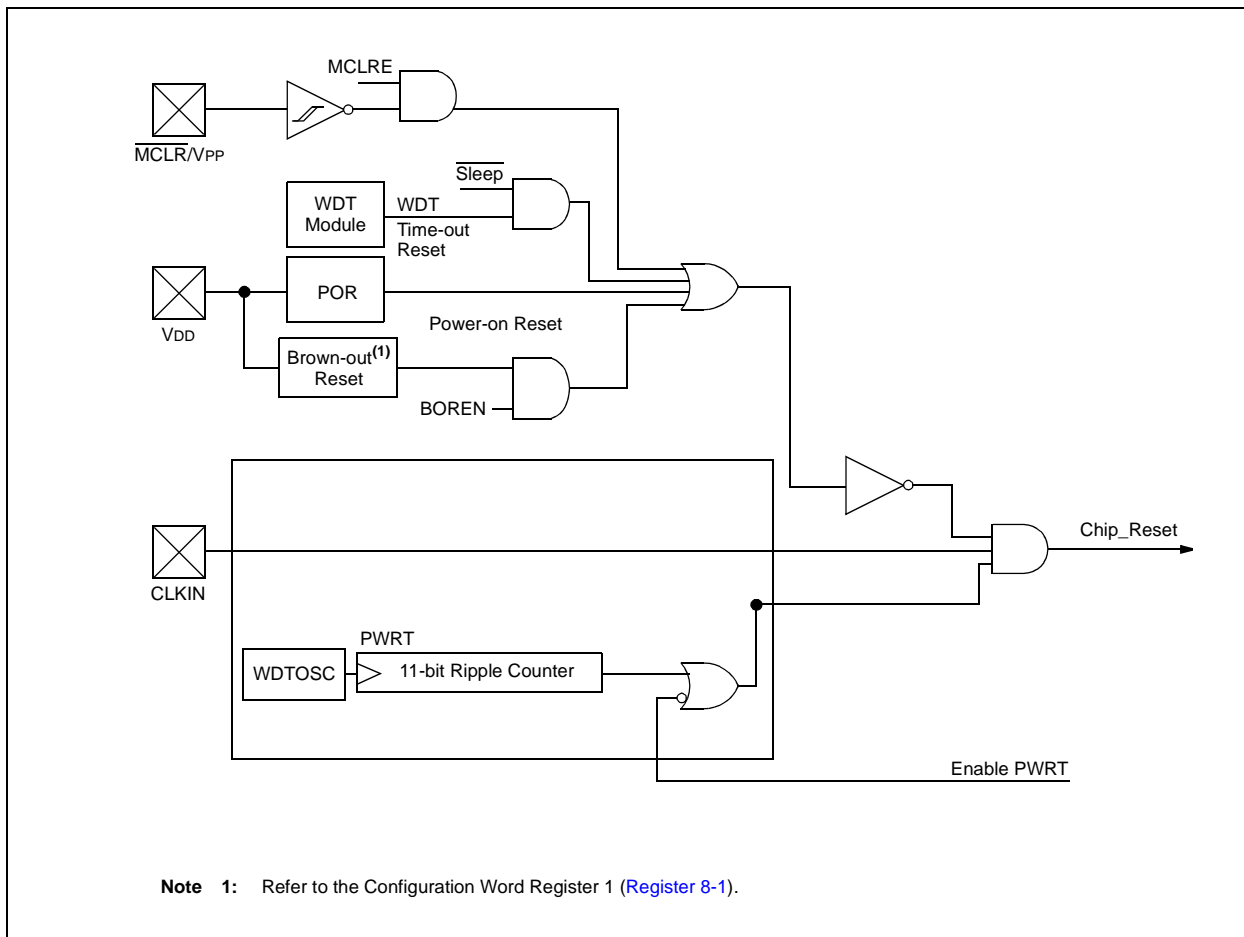 MCLRE
MCLR/VPP
Sleep
WDT
Module
WDT
Time-out
Reset
VDD
POR
Power-on Reset
Brown-out(1)
Reset
BOREN
CLKIN
Chip_Reset
PWRT
WDTOSC
11-bit Ripple Counter
Enable PWRT
Note 1: Refer to the Configuration Word Register 1 (Register 8-1).